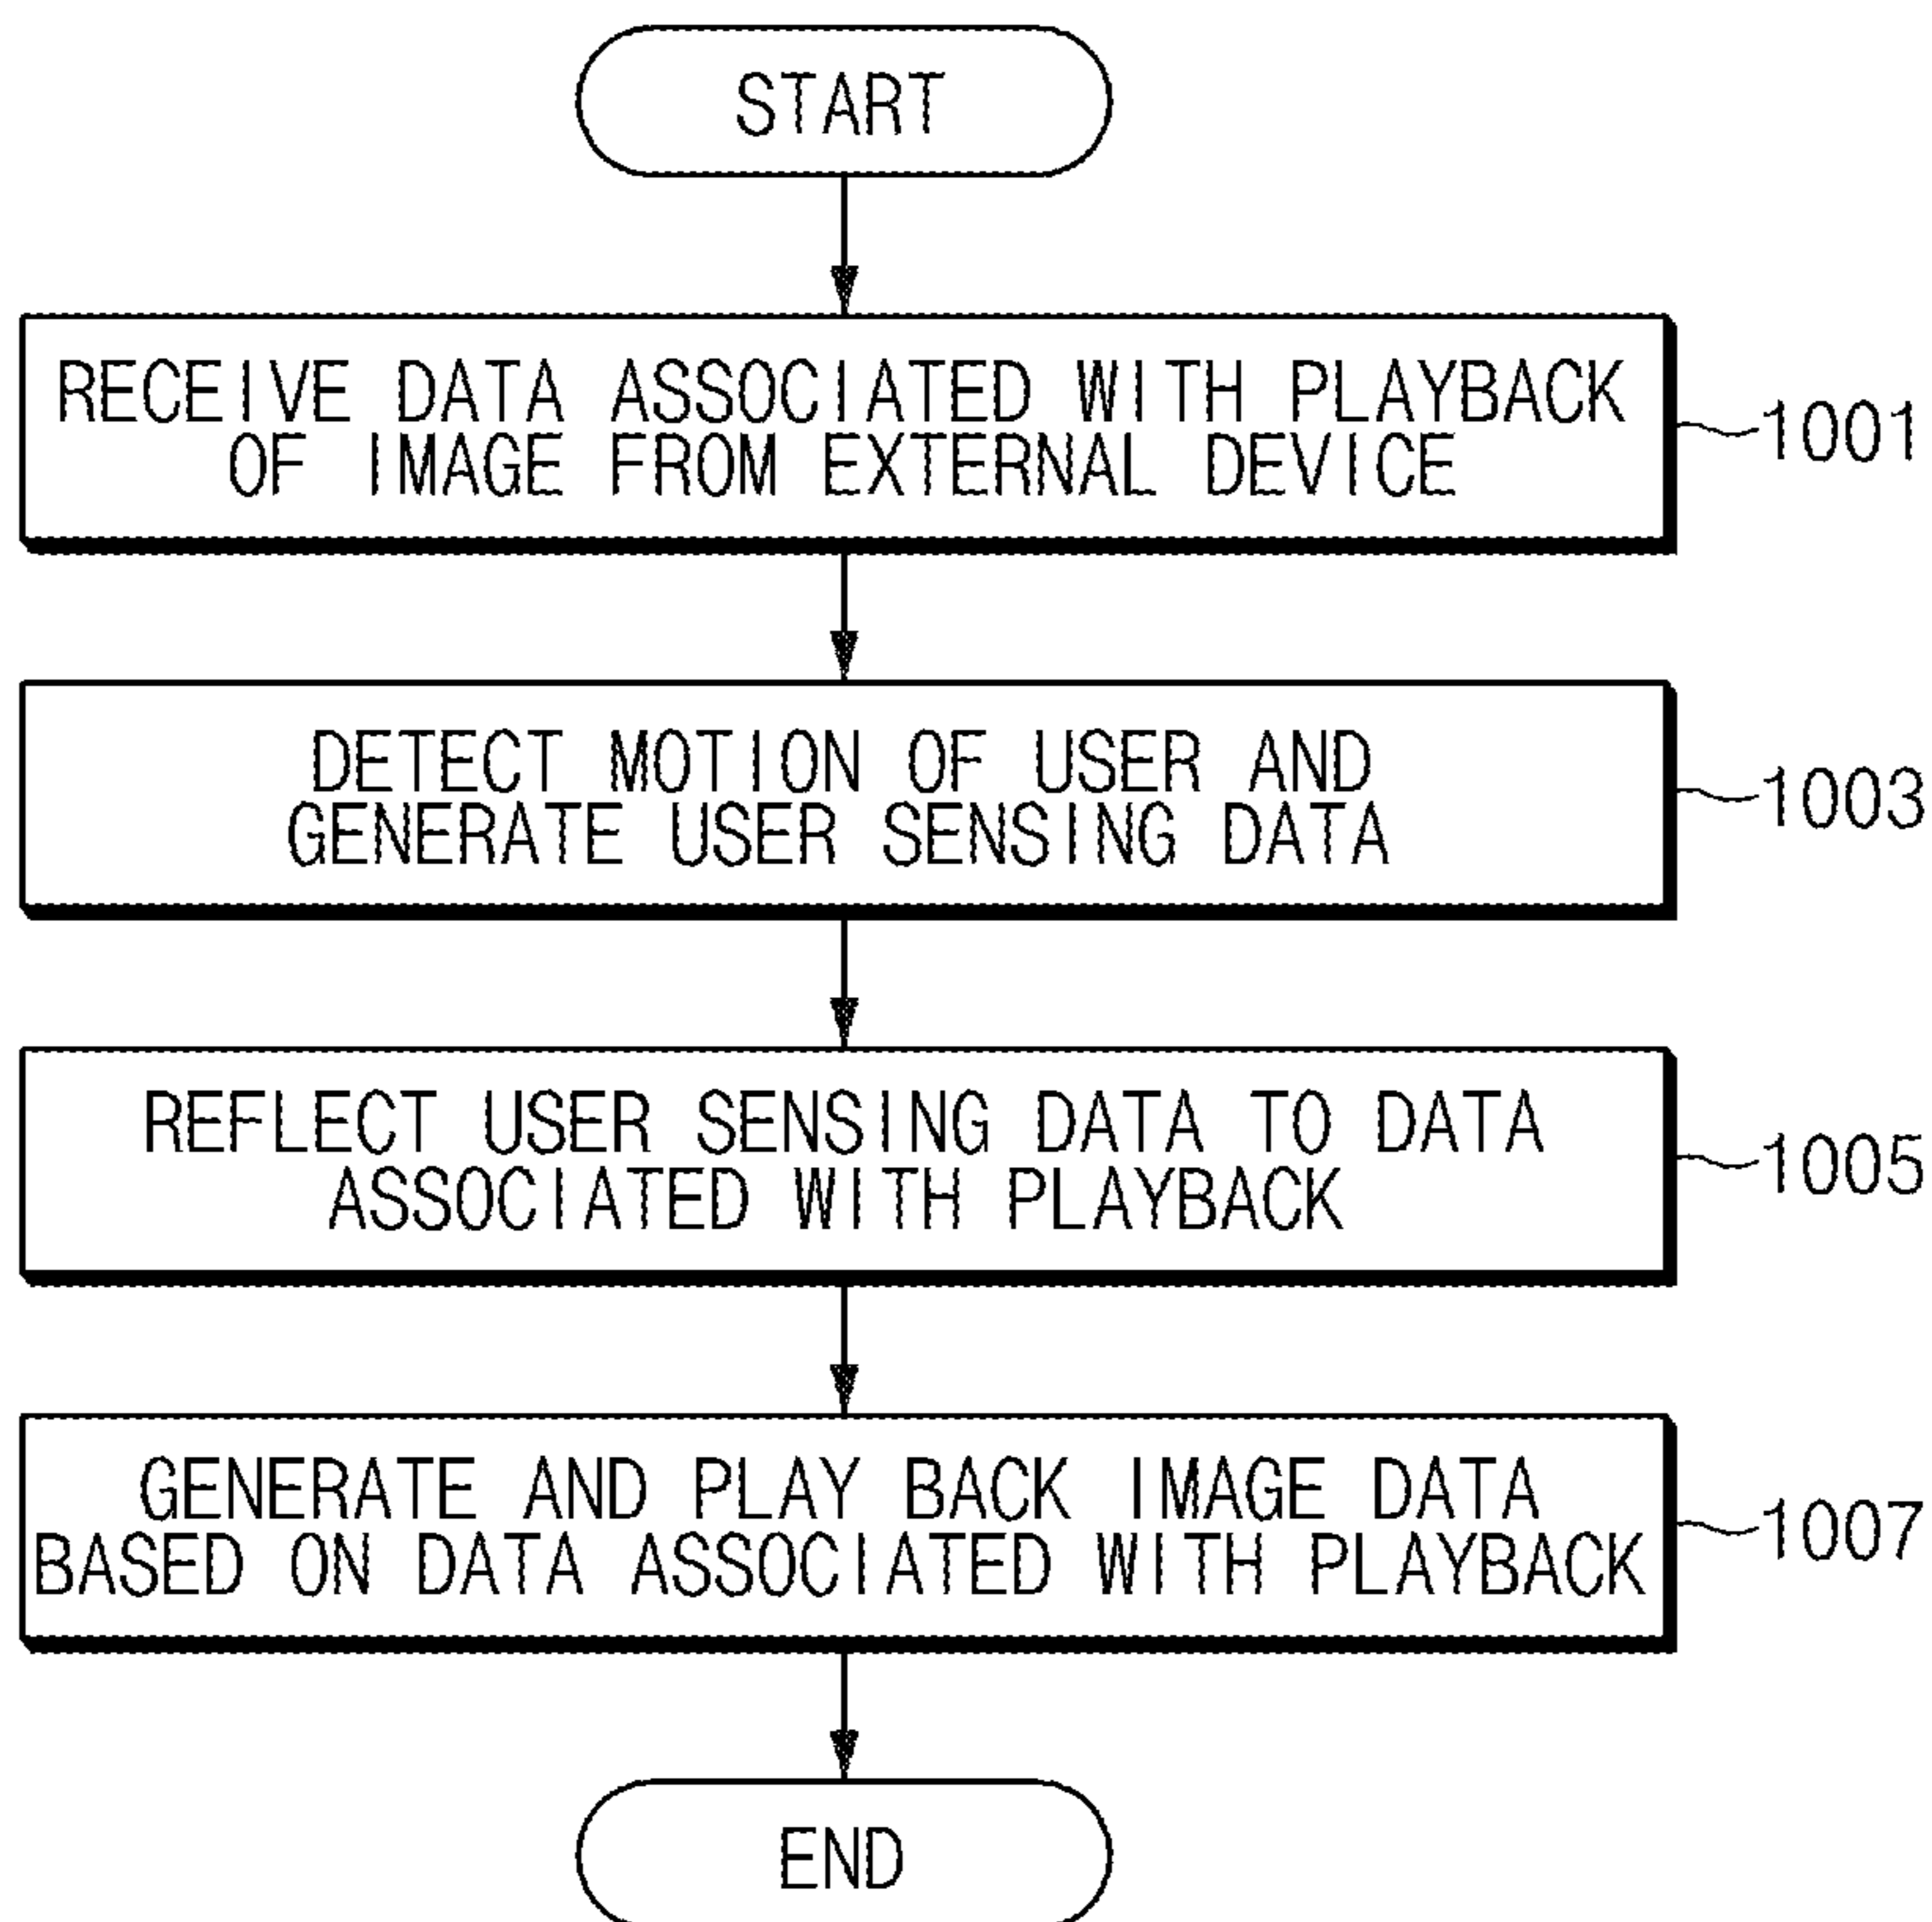 START
RECEIVE DATA ASSOCIATED WITH PLAYBACK
OF IMAGE FROM EXTERNAL DEVICE
1001
DETECT MOTION OF USER AND
GENERATE USER SENSING DATA
1003
REFLECT USER SENSING DATA TO DATA
ASSOCIATED WITH PLAYBACK
1005
GENERATE AND PLAY BACK IMAGE DATA
BASED ON DATA ASSOCIATED WITH PLAYBACK
1007
END